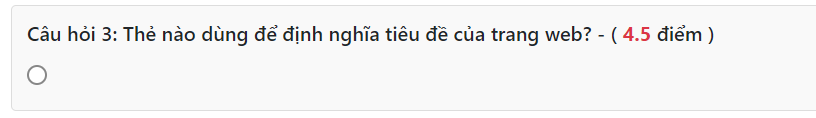 Câu hỏi 3: Thẻ nào dùng để định nghĩa tiêu đề của trang web? - ( 4.5 điểm )